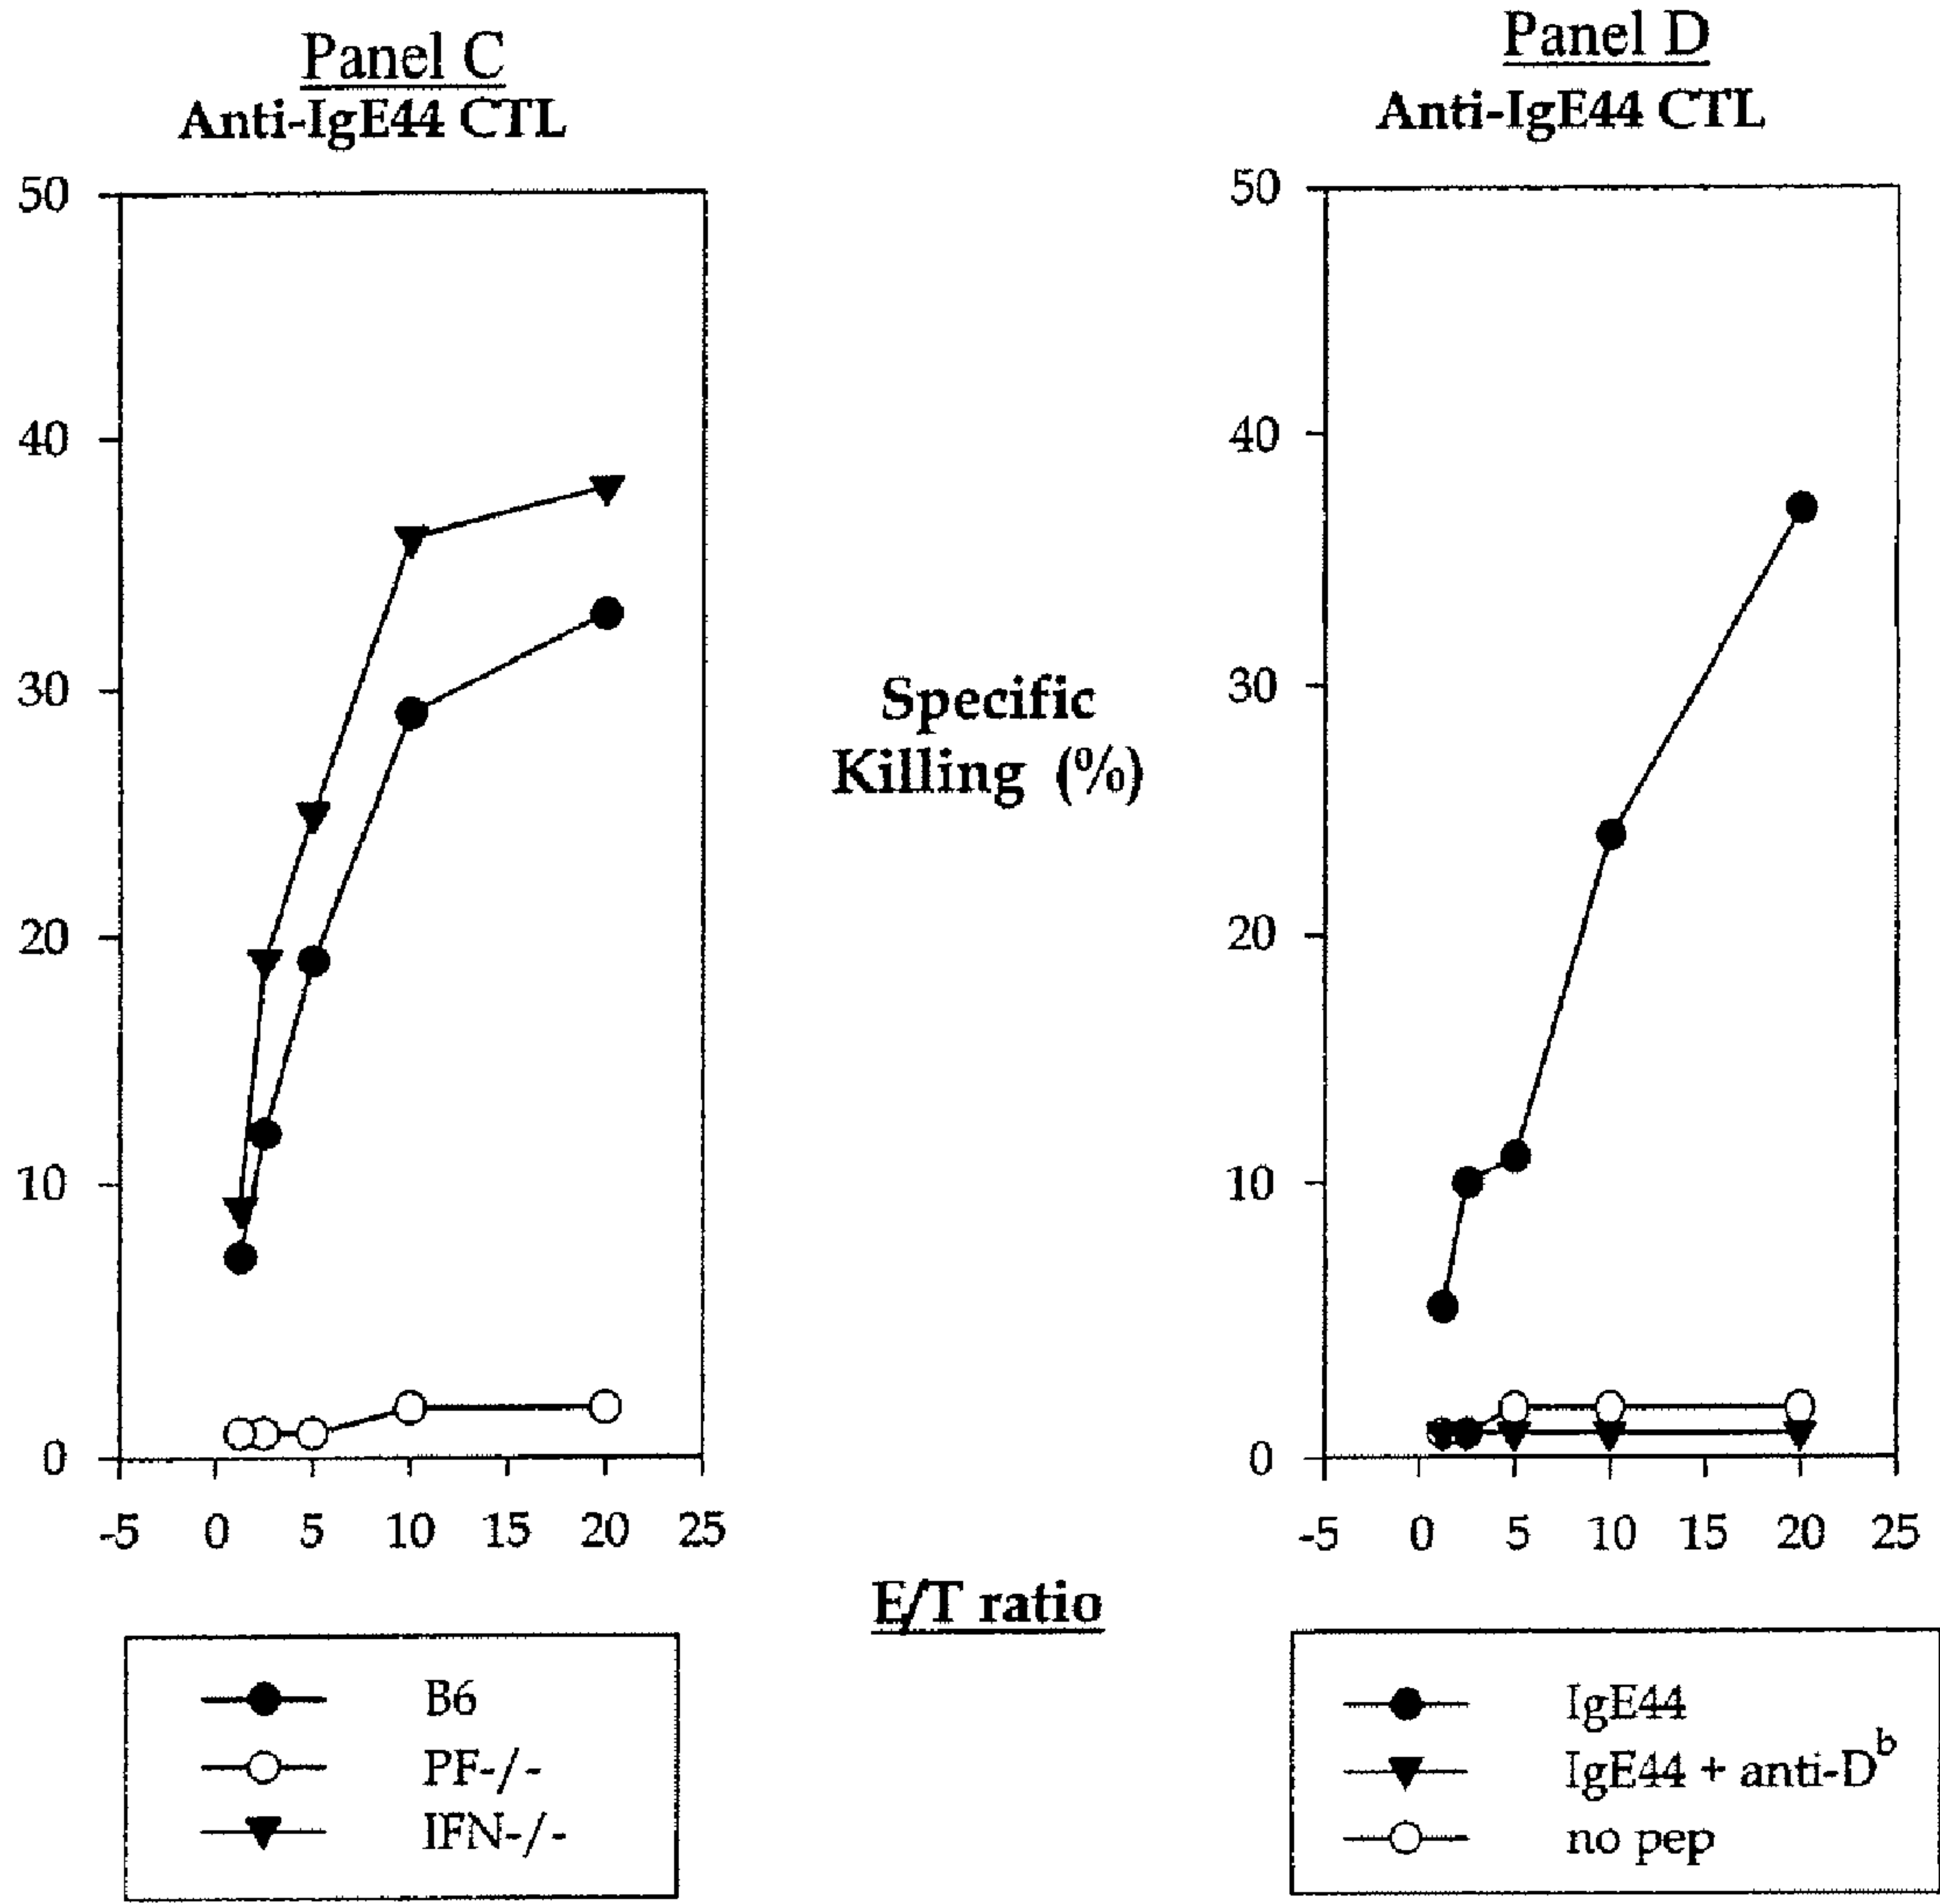 Panel C
Anti-IgE44 CTL
50
40
30
20
10
0
-5 0 5 10 15 20 25
B6
PF-/-
IFN-/-
Specific
Killing (%)
E/T ratio
Panel D
Anti-IgE44 CTL
50
40
30
20
10
0
-5 0 5 10 15 20 25
IgE44
IgE44 + anti-D^b
no pep